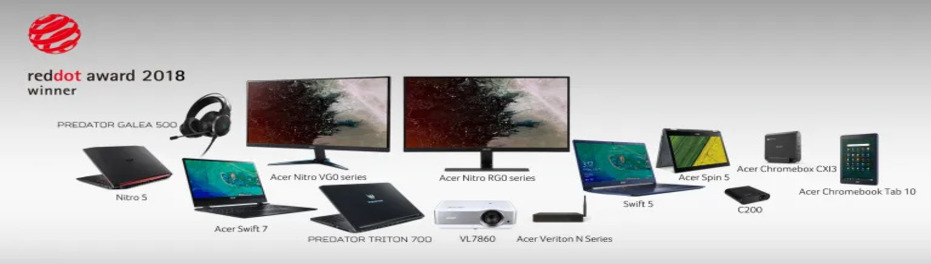 reddot award 2018
winner
PREDATOR GALEA 500
Nitro 5
Acer Swift 7
Acer Nitro VG0 series
PREDATOR TRITON 700
Acer Nitro RG0 series
VL7860
Acer Veriton N Series
Swift 5
Acer Spin 5
C200
Acer Chromebox CXI3
Acer Chromebook Tab 10